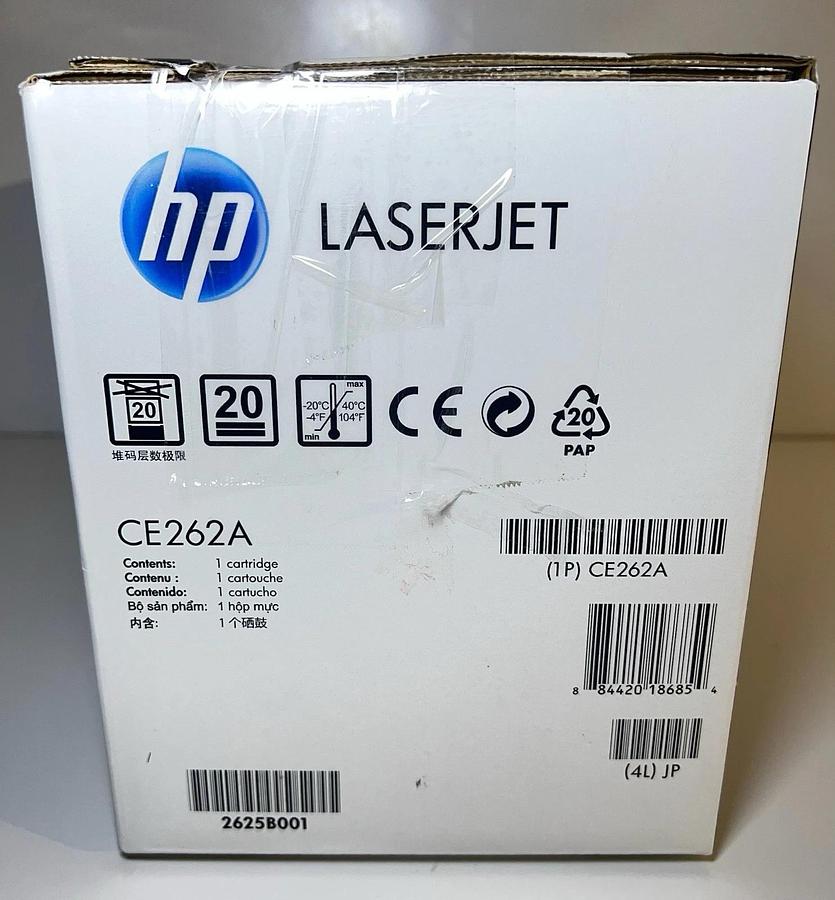 hp
LASERJET
20
20
max
-20°C 40°C
-4°F 104°F
min
CE
20
PAP
堆码层数极限
CE262A
Contents: 1 cartridge
Contenu : 1 cartouche
Contenido: 1 cartucho
Bộ sản phẩm: 1 hộp mực
内含: 1 个硒鼓
(1P) CE262A
8 84420 18685 4
(4L) JP
2625B001